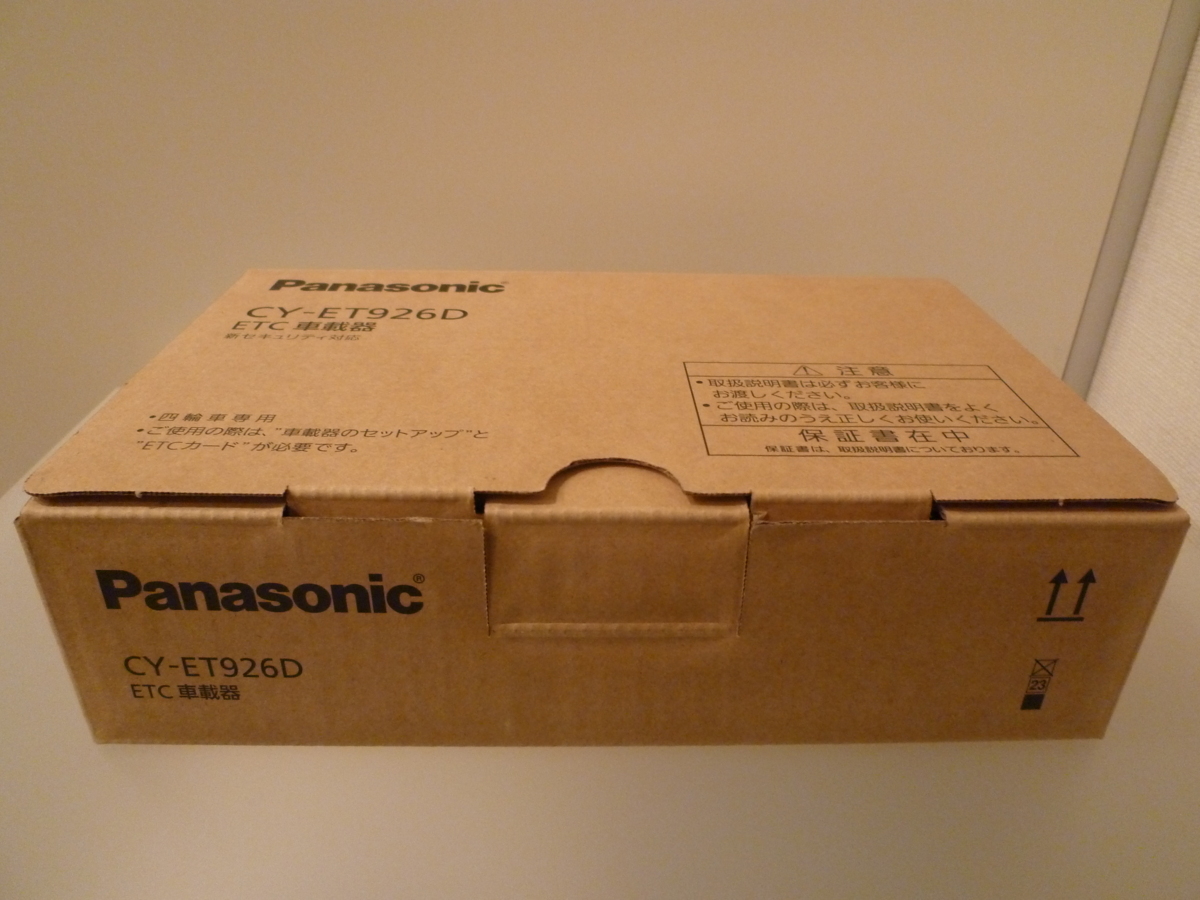 Panasonic
CY-ET926D
ETC 車載器
新セキュリティ対応
•四輪車専用
•ご使用の際は、"車載器のセットアップ"と
"ETCカード"が必要です。
⚠ 注意
•取扱説明書は必ずお客様に
お渡しください。
•ご使用の際は、取扱説明書をよく
お読みのうえ正しくお使いください。
保証書在中
保証書は、取扱説明書についております。
Panasonic®
CY-ET926D
ETC 車載器
23